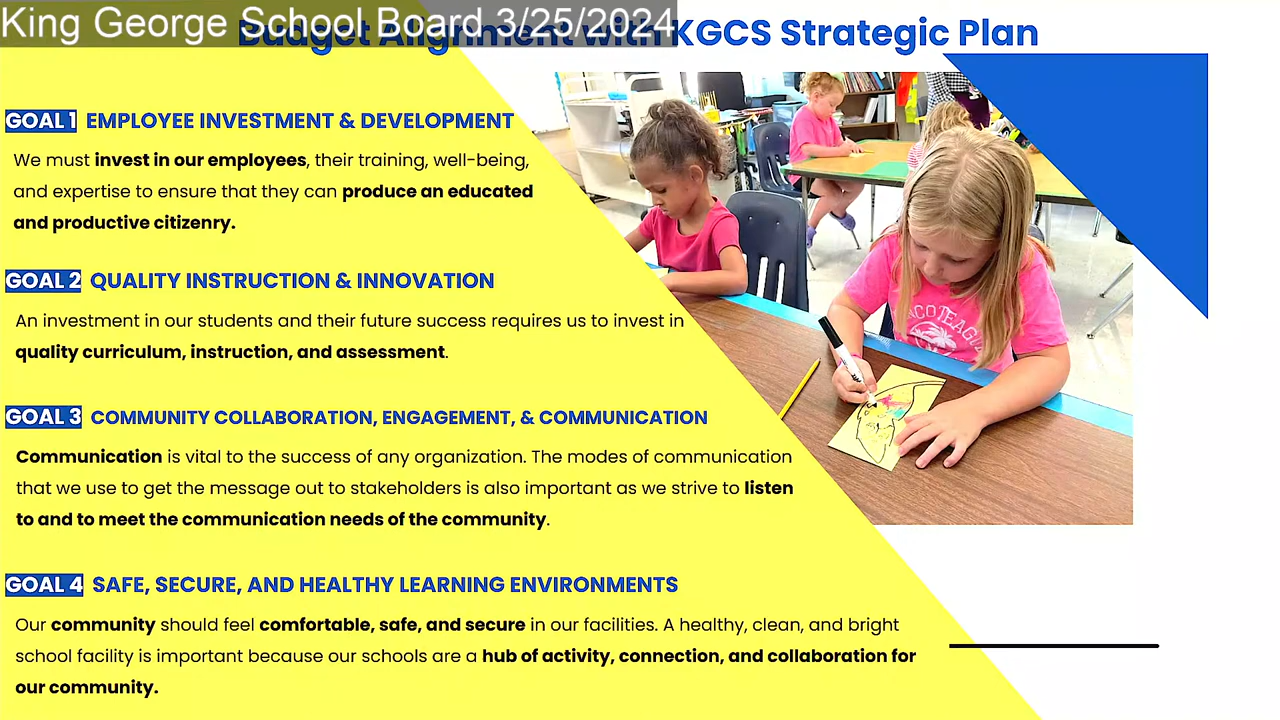 King George School Board 3/25/2024
Budget Alignment with KGCS Strategic Plan
GOAL 1 EMPLOYEE INVESTMENT & DEVELOPMENT
We must invest in our employees, their training, well-being,
and expertise to ensure that they can produce an educated
and productive citizenry.
GOAL 2 QUALITY INSTRUCTION & INNOVATION
An investment in our students and their future success requires us to invest in
quality curriculum, instruction, and assessment.
GOAL 3 COMMUNITY COLLABORATION, ENGAGEMENT, & COMMUNICATION
Communication is vital to the success of any organization. The modes of communication
that we use to get the message out to stakeholders is also important as we strive to listen
to and to meet the communication needs of the community.
GOAL 4 SAFE, SECURE, AND HEALTHY LEARNING ENVIRONMENTS
Our community should feel comfortable, safe, and secure in our facilities. A healthy, clean, and bright
school facility is important because our schools are a hub of activity, connection, and collaboration for
our community.